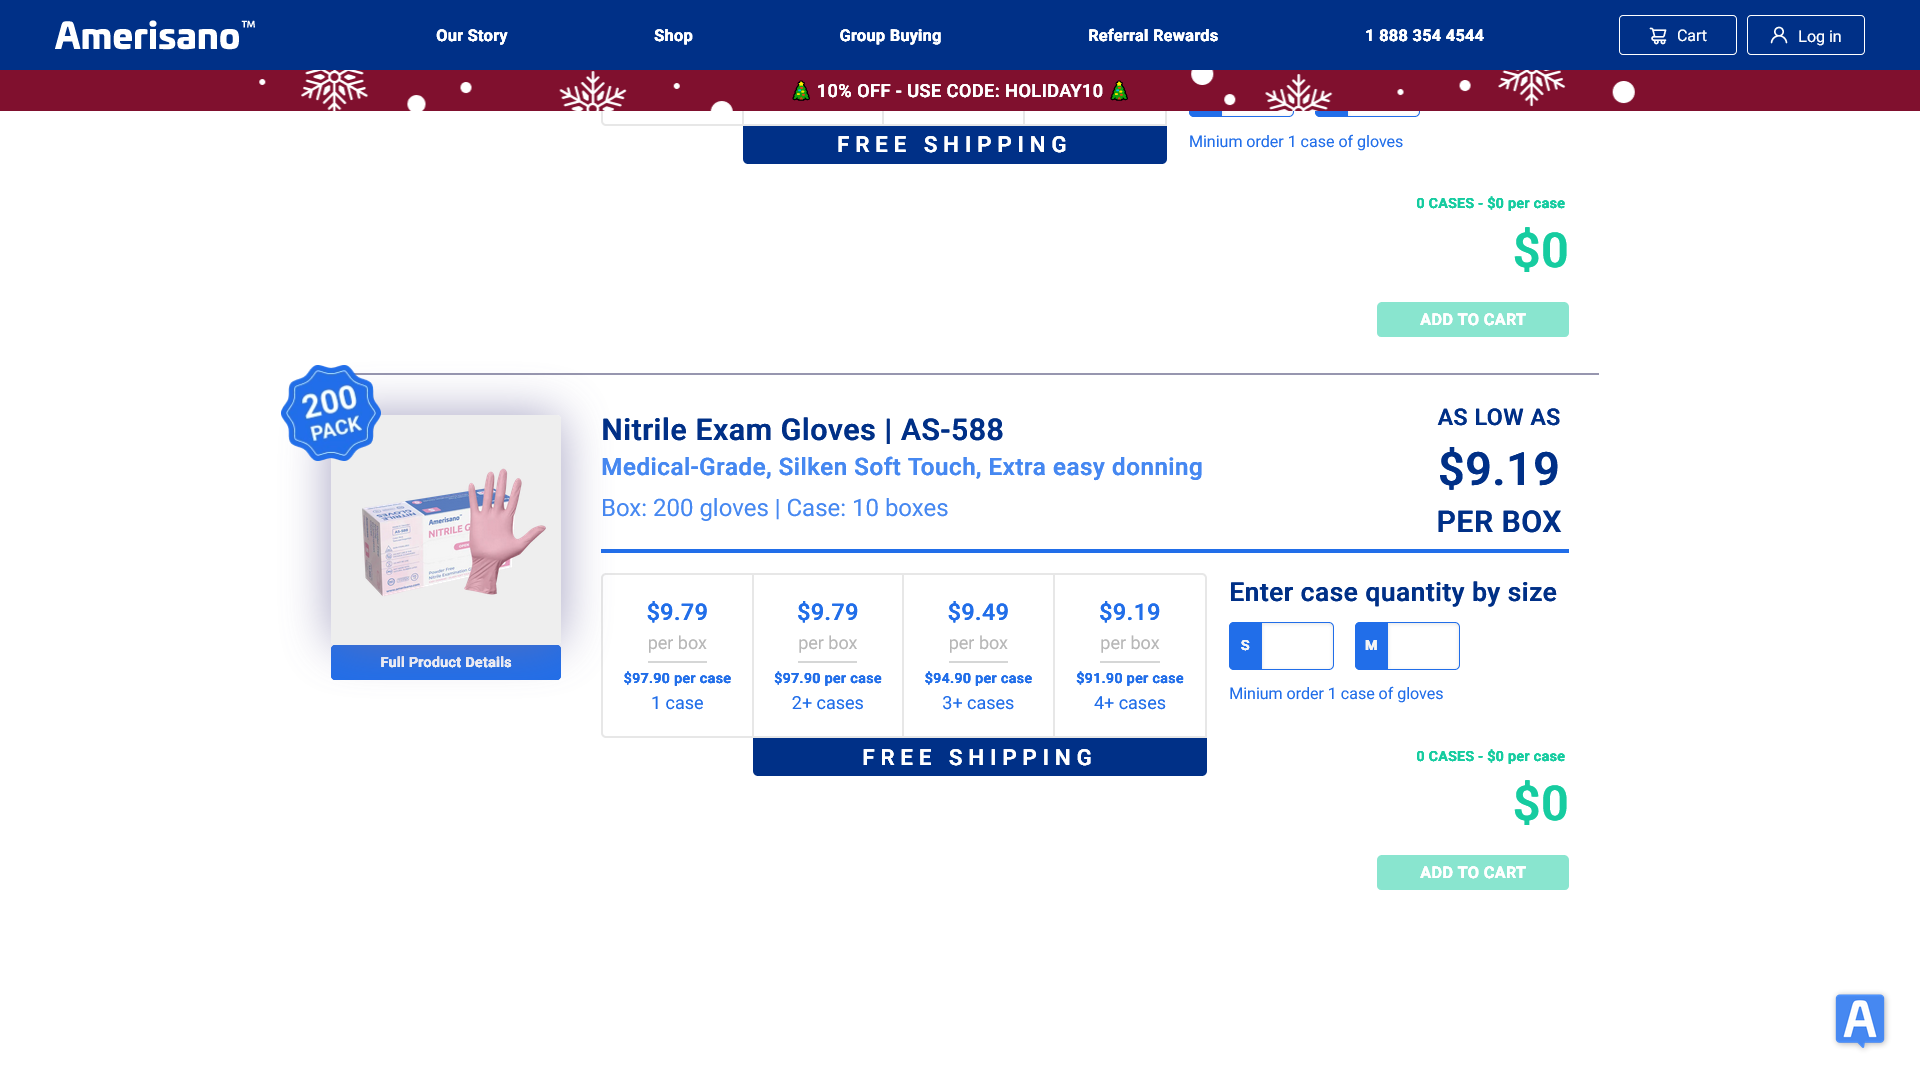 Amerisano™
Our Story
Shop
Group Buying
Referral Rewards
1 888 354 4544
Cart
Log in
10% OFF - USE CODE: HOLIDAY10
FREE SHIPPING
Minium order 1 case of gloves
0 CASES - $0 per case
$0
ADD TO CART
200
PACK
Amerisano
NITRILE G
AS-588
Full Product Details
Nitrile Exam Gloves | AS-588
Medical-Grade, Silken Soft Touch, Extra easy donning
Box: 200 gloves | Case: 10 boxes
AS LOW AS
$9.19
PER BOX
$9.79
per box
$97.90 per case
1 case
$9.79
per box
$97.90 per case
2+ cases
$9.49
per box
$94.90 per case
3+ cases
$9.19
per box
$91.90 per case
4+ cases
FREE SHIPPING
Enter case quantity by size
S
M
Minium order 1 case of gloves
0 CASES - $0 per case
$0
ADD TO CART
A